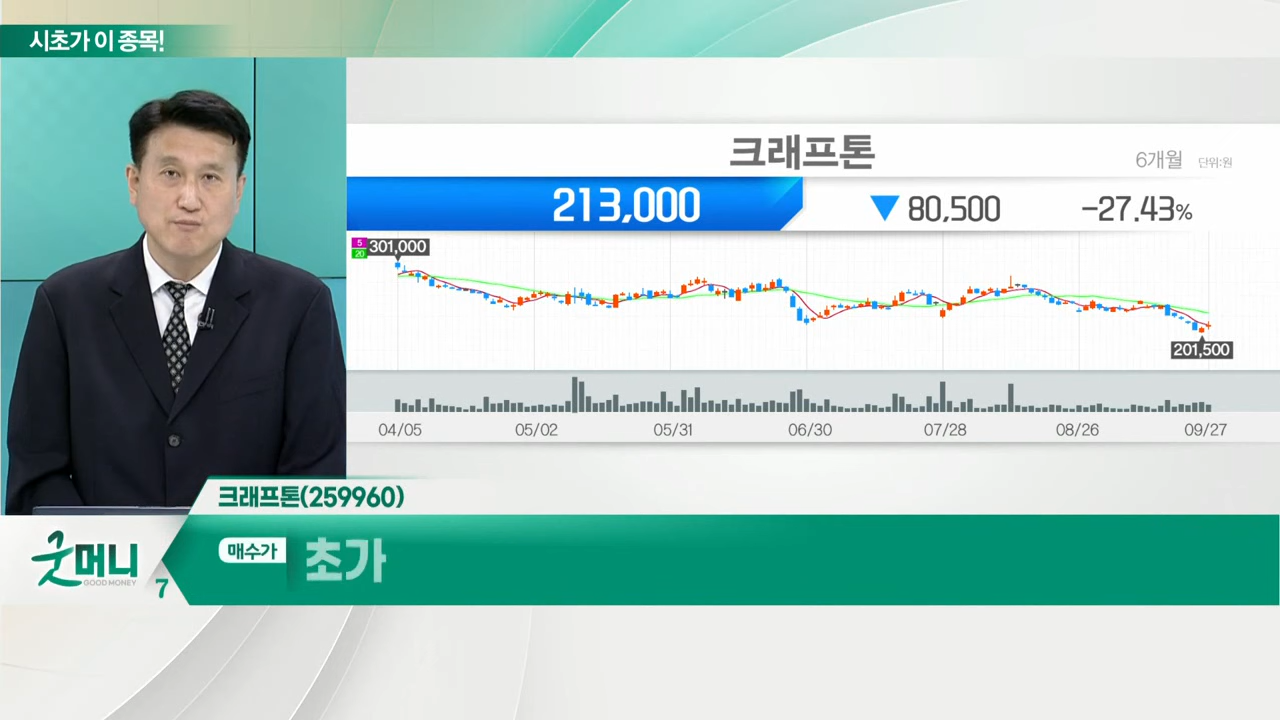 시초가 이 종목!
크래프톤
6개월 단위:원
213,000 ▼ 80,500 -27.43%
5
20
301,000
201,500
04/05 05/02 05/31 06/30 07/28 08/26 09/27
크래프톤(259960)
굿머니
GOOD MONEY
7
매수가 초가